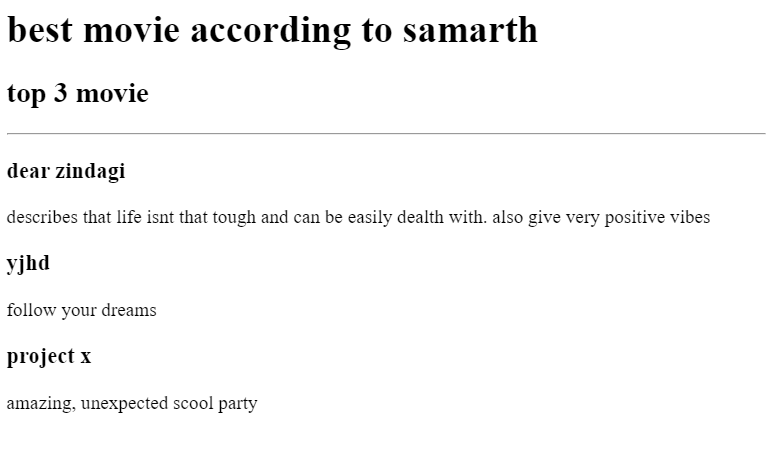 best movie according to samarth
top 3 movie
dear zindagi
describes that life isnt that tough and can be easily dealth with. also give very positive vibes
yjhd
follow your dreams
project x
amazing, unexpected scool party